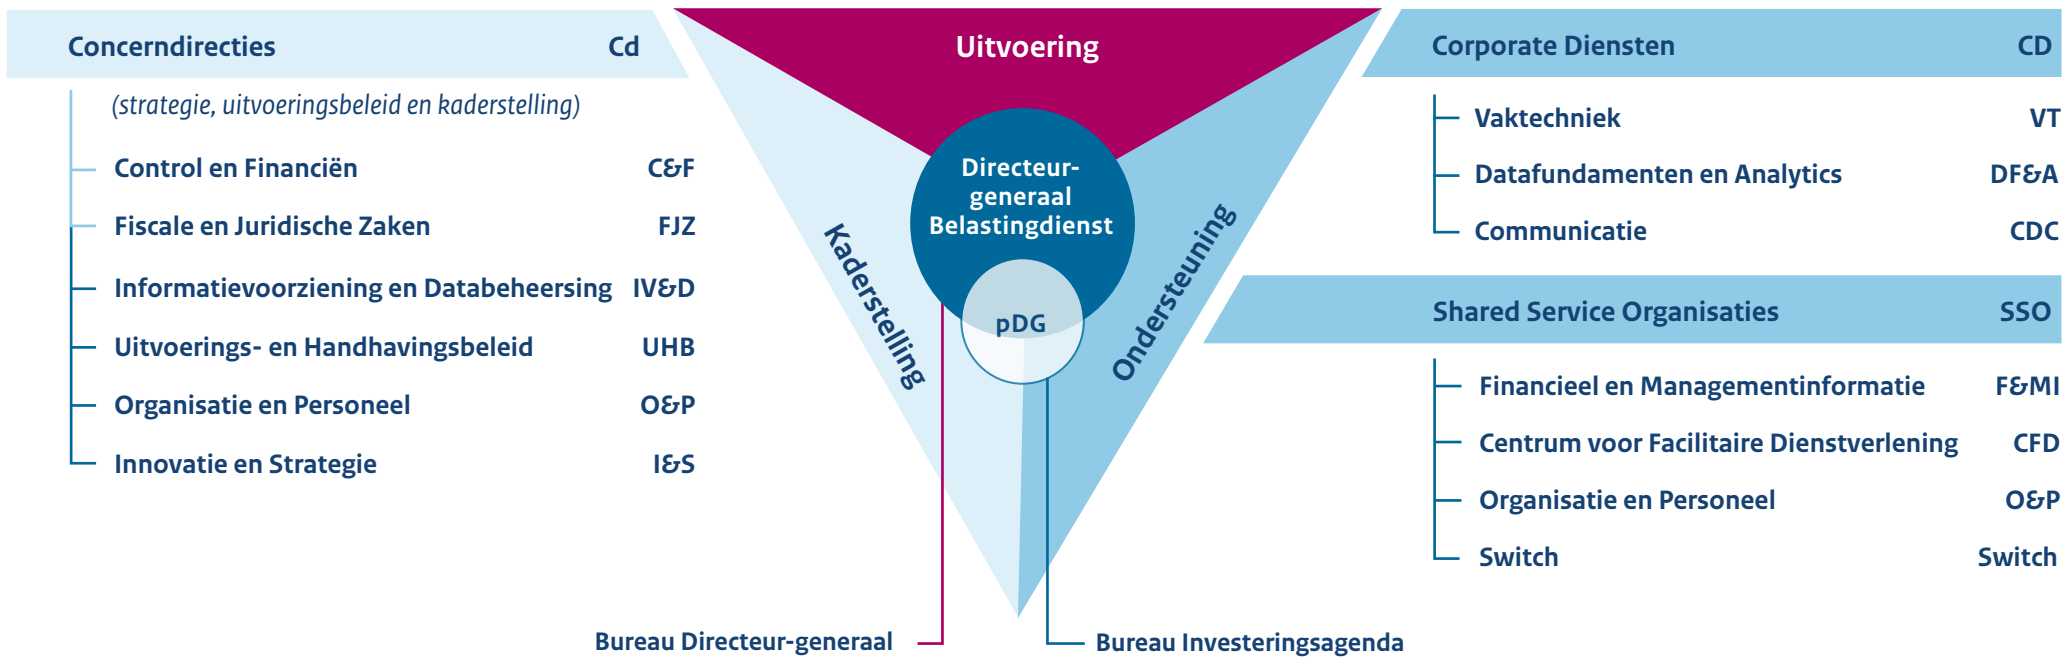 Concerndirecties Cd
(strategie, uitvoeringsbeleid en kaderstelling)
Control en Financiën C&F
Fiscale en Juridische Zaken FJZ
Informatievoorziening en Databeheersing IV&D
Uitvoerings- en Handhavingsbeleid UHB
Organisatie en Personeel O&P
Innovatie en Strategie I&S
Uitvoering
Directeur-
generaal
Belastingdienst
pDG
Kaderstelling
Ondersteuning
Bureau Directeur-generaal
Bureau Investeringsagenda
Corporate Diensten CD
Vaktechniek VT
Datafundamenten en Analytics DF&A
Communicatie CDC
Shared Service Organisaties SSO
Financieel en Managementinformatie F&MI
Centrum voor Facilitaire Dienstverlening CFD
Organisatie en Personeel O&P
Switch Switch